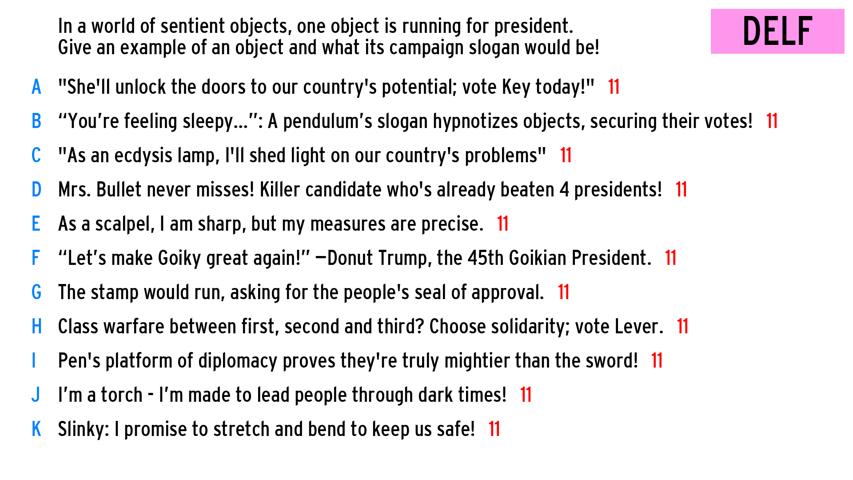 In a world of sentient objects, one object is running for president.
Give an example of an object and what its campaign slogan would be!
DELF
A "She'll unlock the doors to our country's potential; vote Key today!" 11
B “You’re feeling sleepy...”: A pendulum’s slogan hypnotizes objects, securing their votes! 11
C "As an ecdysis lamp, I'll shed light on our country's problems" 11
D Mrs. Bullet never misses! Killer candidate who's already beaten 4 presidents! 11
E As a scalpel, I am sharp, but my measures are precise. 11
F “Let’s make Goiky great again!” —Donut Trump, the 45th Goikian President. 11
G The stamp would run, asking for the people's seal of approval. 11
H Class warfare between first, second and third? Choose solidarity; vote Lever. 11
I Pen's platform of diplomacy proves they're truly mightier than the sword! 11
J I’m a torch - I’m made to lead people through dark times! 11
K Slinky: I promise to stretch and bend to keep us safe! 11